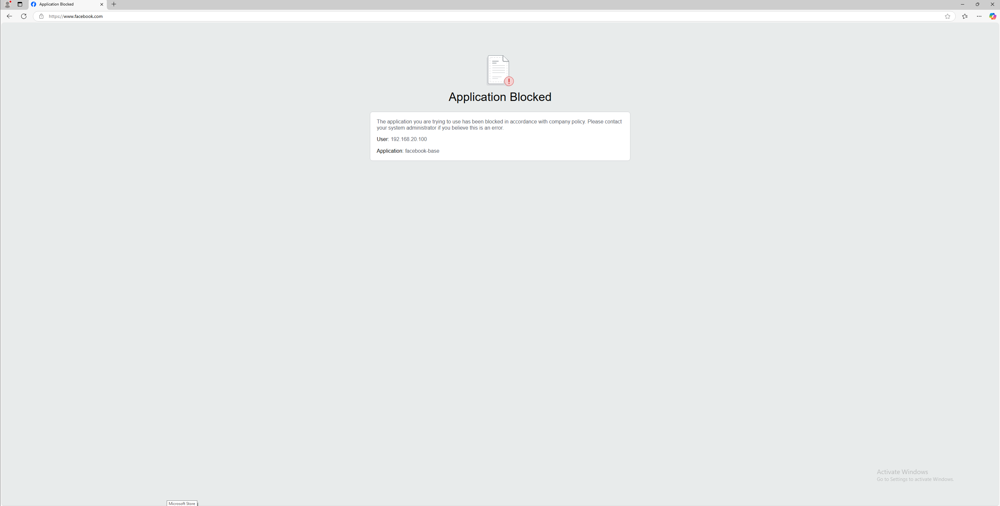 Application Blocked
https://www.facebook.com
Application Blocked
The application you are trying to use has been blocked in accordance with company policy. Please contact
your system administrator if you believe this is an error.
User: 192.168.20.100
Application: facebook-base
Activate Windows
Go to Settings to activate Windows.
Microsoft Store